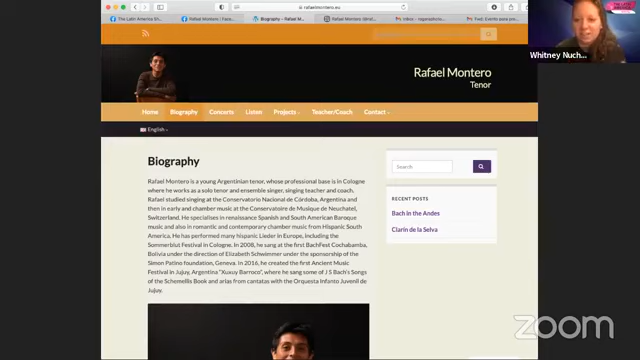 The Latin America Sh
Rafael Montero | Face
Biography – Rafael M
Rafael Montero (@raf
Inbox – vaganzephyrus
Fwd: Evento para pro
rafaelmontero.eu
Rafael Montero
Tenor
Home Biography Concerts Listen Projects Teacher/Coach Contact
English
Whitney Nuch...
Biography
Rafael Montero is a young Argentinian tenor, whose professional base is in Cologne
where he works as a solo tenor and ensemble singer, singing teacher and coach.
Rafael studied singing at the Conservatorio Nacional de Córdoba, Argentina and
then in early and chamber music at the Conservatoire de Musique de Neuchatel,
Switzerland. He specialises in renaissance Spanish and South American Baroque
music and also in romantic and contemporary chamber music from Hispanic South
America. He has performed many hispanic Lieder in Europe, including the
Sommerblut Festival in Cologne. In 2008, he sang at the first BachFest Cochabamba,
Bolivia under the direction of Elizabeth Schwimmer under the sponsorship of the
Simon Patino foundation, Geneva. In 2016, he created the first Ancient Music
Festival in Jujuy, Argentina "Xuxuy Barroco", where he sang some of J S Bach's Songs
of the Schemellis Book and arias from cantatas with the Orquesta Infanto Juvenil de
Jujuy.
Search
RECENT POSTS
Bach in the Andes
Clarín de la Selva
zoom